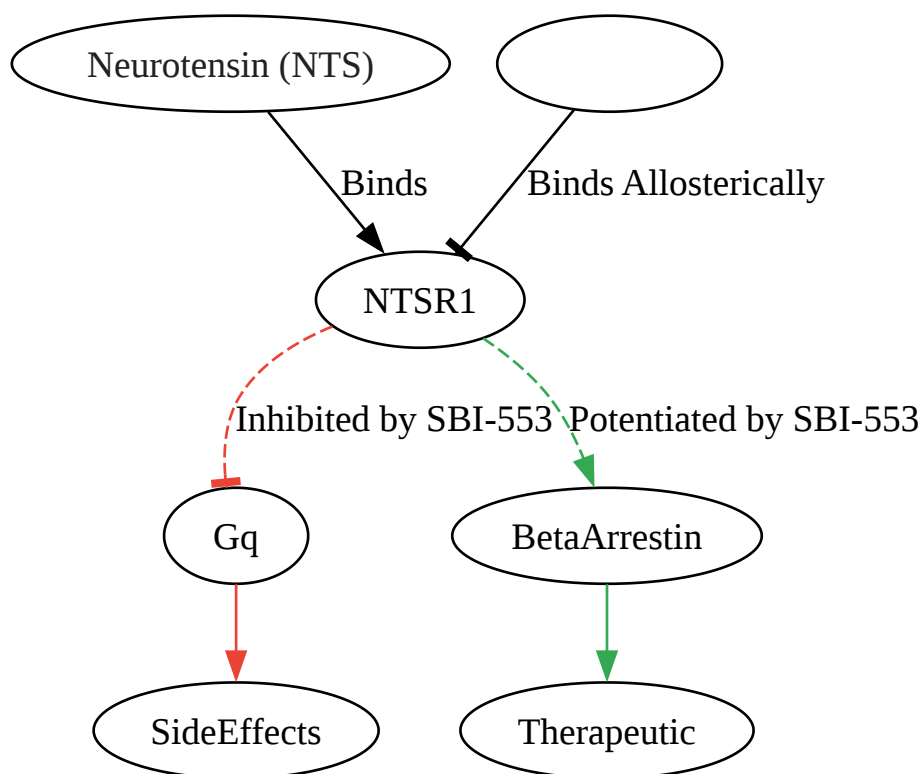 Neurotensin (NTS)
Binds
Binds Allosterically
NTSR1
Inhibited by SBI-553
Potentiated by SBI-553
Gq
BetaArrestin
SideEffects
Therapeutic